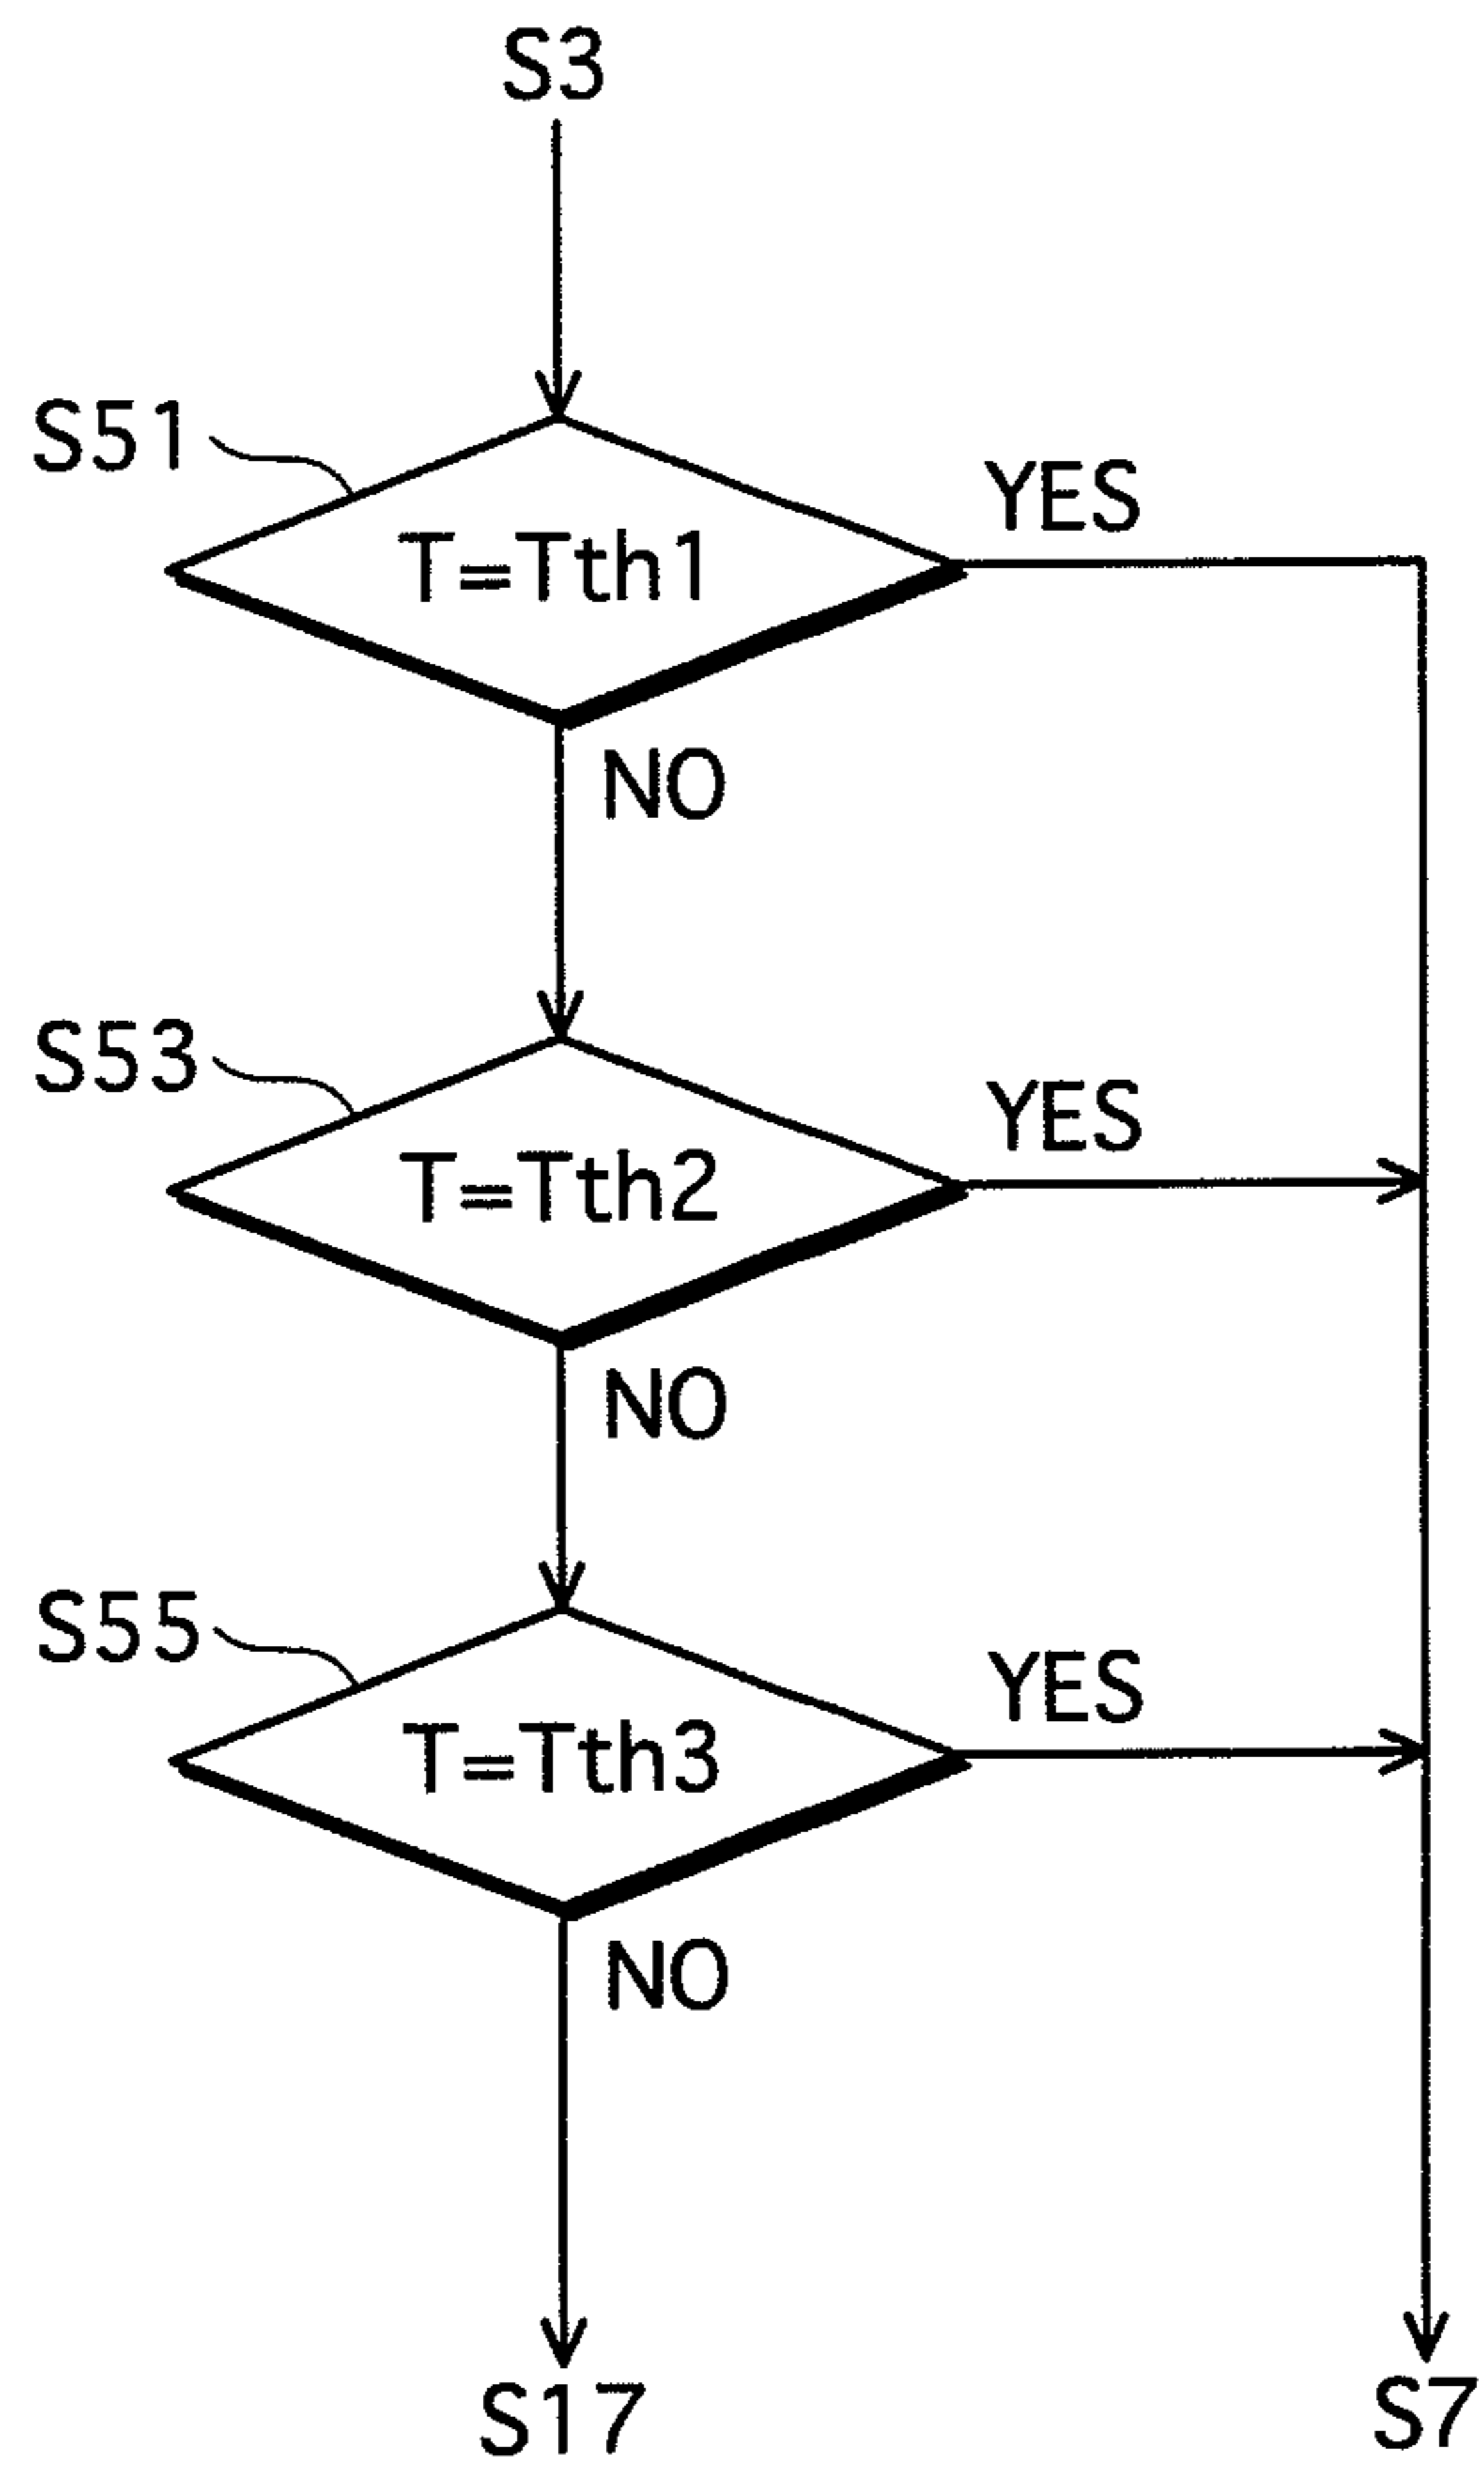 S3
S51
YES
T=Tth1
NO
S53
YES
T=Tth2
NO
S55
YES
T=Tth3
NO
S17
S7